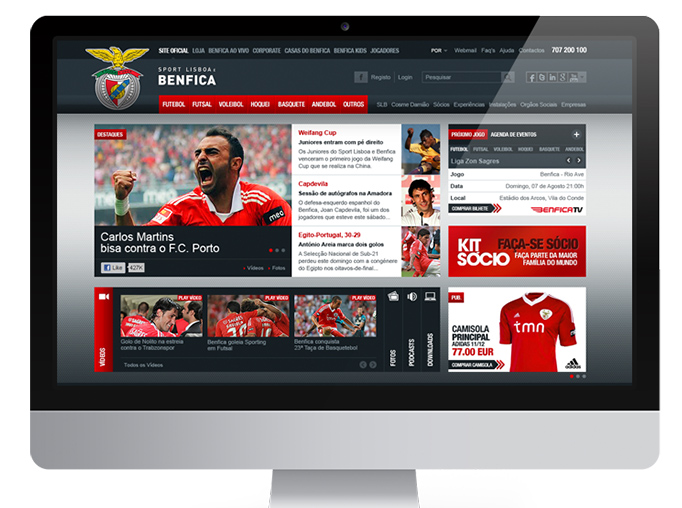 SITE OFICIAL LOJA BENFICA AO VIVO CORPORATE CASAS DO BENFICA BENFICA KIDS JOGADORES POR Webmail Faq's Ajuda Contactos 707 200 100
SPORT LISBOA E
BENFICA
f Registo Login Pesquisar
FUTEBOL FUTSAL VOLEIBOL HOQUEI BASQUETE ANDEBOL OUTROS SLB Cosme Damião Sócios Experiências Instalações Orgãos Sociais Empresas
DESTAQUES
meo
Carlos Martins
bisa contra o F.C. Porto
Like 427K
Vídeos Fotos
Weifang Cup
Juniores entram com pé direito
Os Juniores do Sport Lisboa e Benfica
venceram o primeiro jogo da Weifang
Cup que se realiza na China.
Capdevila
Sessão de autógrafos na Amadora
O defesa-esquerdo espanhol do
Benfica, Joan Capdevila, foi um dos
jogadores que esteve este sábado...
Egito-Portugal, 30-29
António Areia marca dois golos
A Selecção Nacional de Sub-21
perdeu este domingo com a congénere
do Egipto nos oitavos-de-final...
PRÓXIMO JOGO AGENDA DE EVENTOS +
FUTEBOL FUTSAL VOLEIBOL HOQUEI BASQUETE ANDEBOL
Liga Zon Sagres
Jogo Benfica - Rio Ave
Data Domingo, 07 de Agosto 21:00h
Local Estádio dos Arcos, Vila do Conde
COMPRAR BILHETE BENFICA TV
KIT
SÓCIO
FAÇA-SE SÓCIO
FAÇA PARTE DA MAIOR
FAMÍLIA DO MUNDO
VÍDEOS
PLAY VÍDEO
Golo de Nolito na estreia
contra o Trabzonspor
PLAY VÍDEO
Benfica goleia Sporting
em Futsal
PLAY VÍDEO
Benfica conquista
23ª Taça de Basquetebol
Todos os Vídeos
FOTOS
PODCASTS
DOWNLOADS
PUB.
CAMISOLA
PRINCIPAL
ADIDAS 11/12
77.00 EUR
COMPRAR CAMISOLA
tmn
adidas